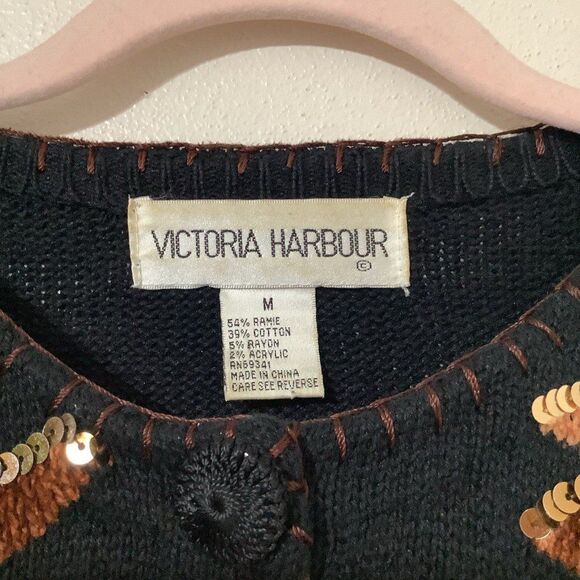 VICTORIA HARBOUR
©
M
54% RAMIE
39% COTTON
5% RAYON
2% ACRYLIC
RN69341
MADE IN CHINA
CARE SEE REVERSE